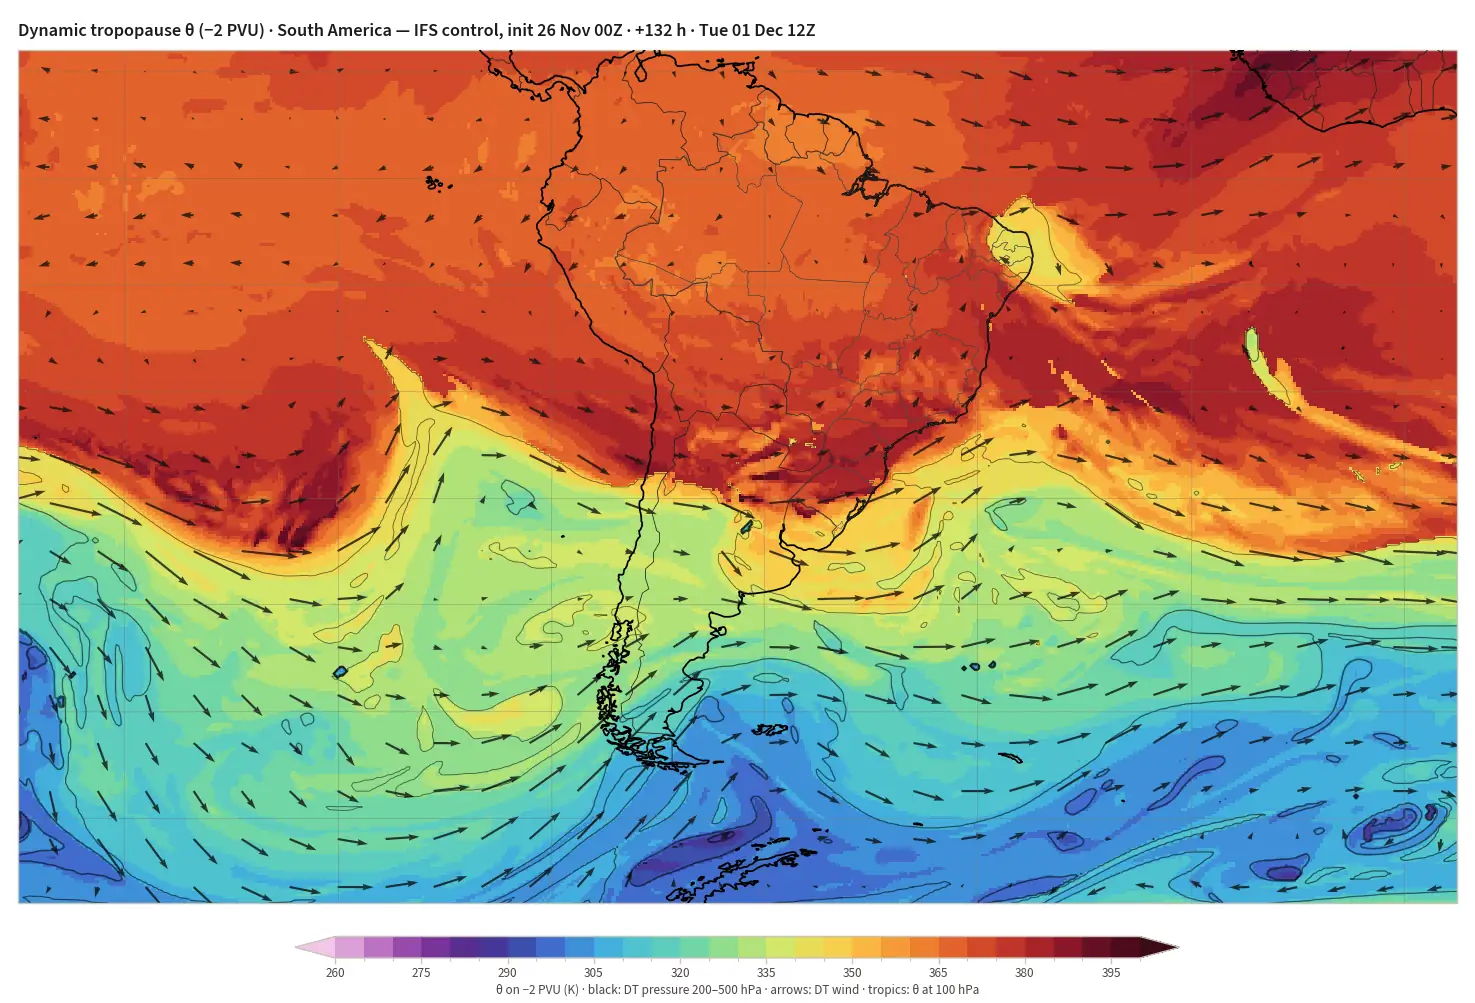 Dynamic tropopause θ (−2 PVU) · South America — IFS control, init 26 Nov 00Z · +132 h · Tue 01 Dec 12Z
260 275 290 305 320 335 350 365 380 395
θ on −2 PVU (K) · black: DT pressure 200–500 hPa · arrows: DT wind · tropics: θ at 100 hPa